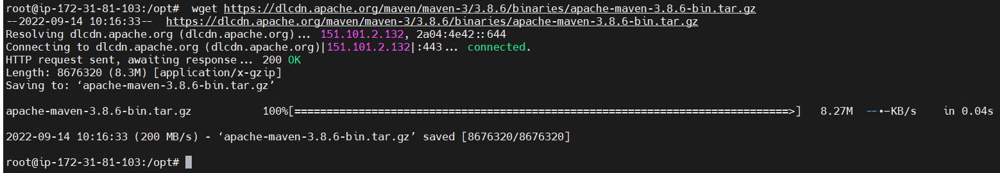 root@ip-172-31-81-103:/opt#  wget https://dlcdn.apache.org/maven/maven-3/3.8.6/binaries/apache-maven-3.8.6-bin.tar.gz
--2022-09-14 10:16:33--  https://dlcdn.apache.org/maven/maven-3/3.8.6/binaries/apache-maven-3.8.6-bin.tar.gz
Resolving dlcdn.apache.org (dlcdn.apache.org)... 151.101.2.132, 2a04:4e42::644
Connecting to dlcdn.apache.org (dlcdn.apache.org)|151.101.2.132|:443... connected.
HTTP request sent, awaiting response... 200 OK
Length: 8676320 (8.3M) [application/x-gzip]
Saving to: ‘apache-maven-3.8.6-bin.tar.gz’
apache-maven-3.8.6-bin.tar.gz 100%[=============================================================================>] 8.27M --•-KB/s in 0.04s
2022-09-14 10:16:33 (200 MB/s) - ‘apache-maven-3.8.6-bin.tar.gz’ saved [8676320/8676320]
root@ip-172-31-81-103:/opt#